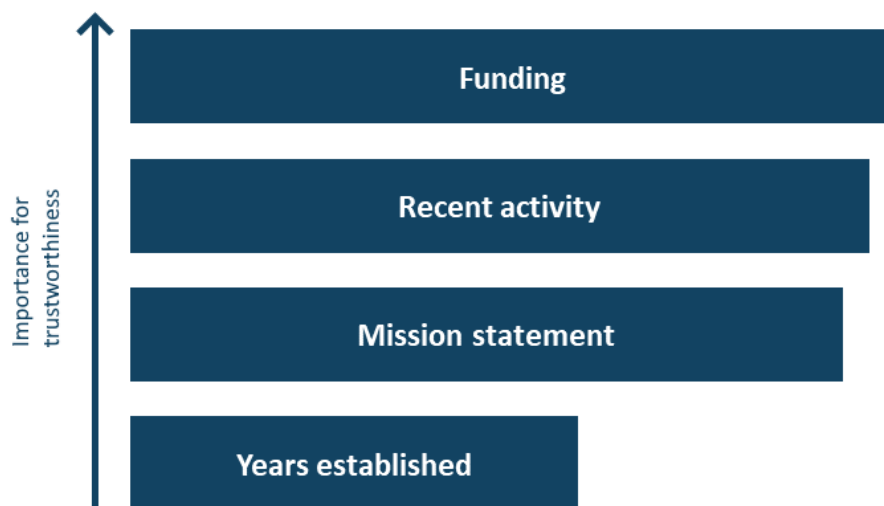 Funding
Recent activity
Importance for
trustworthiness
Mission statement
Years established